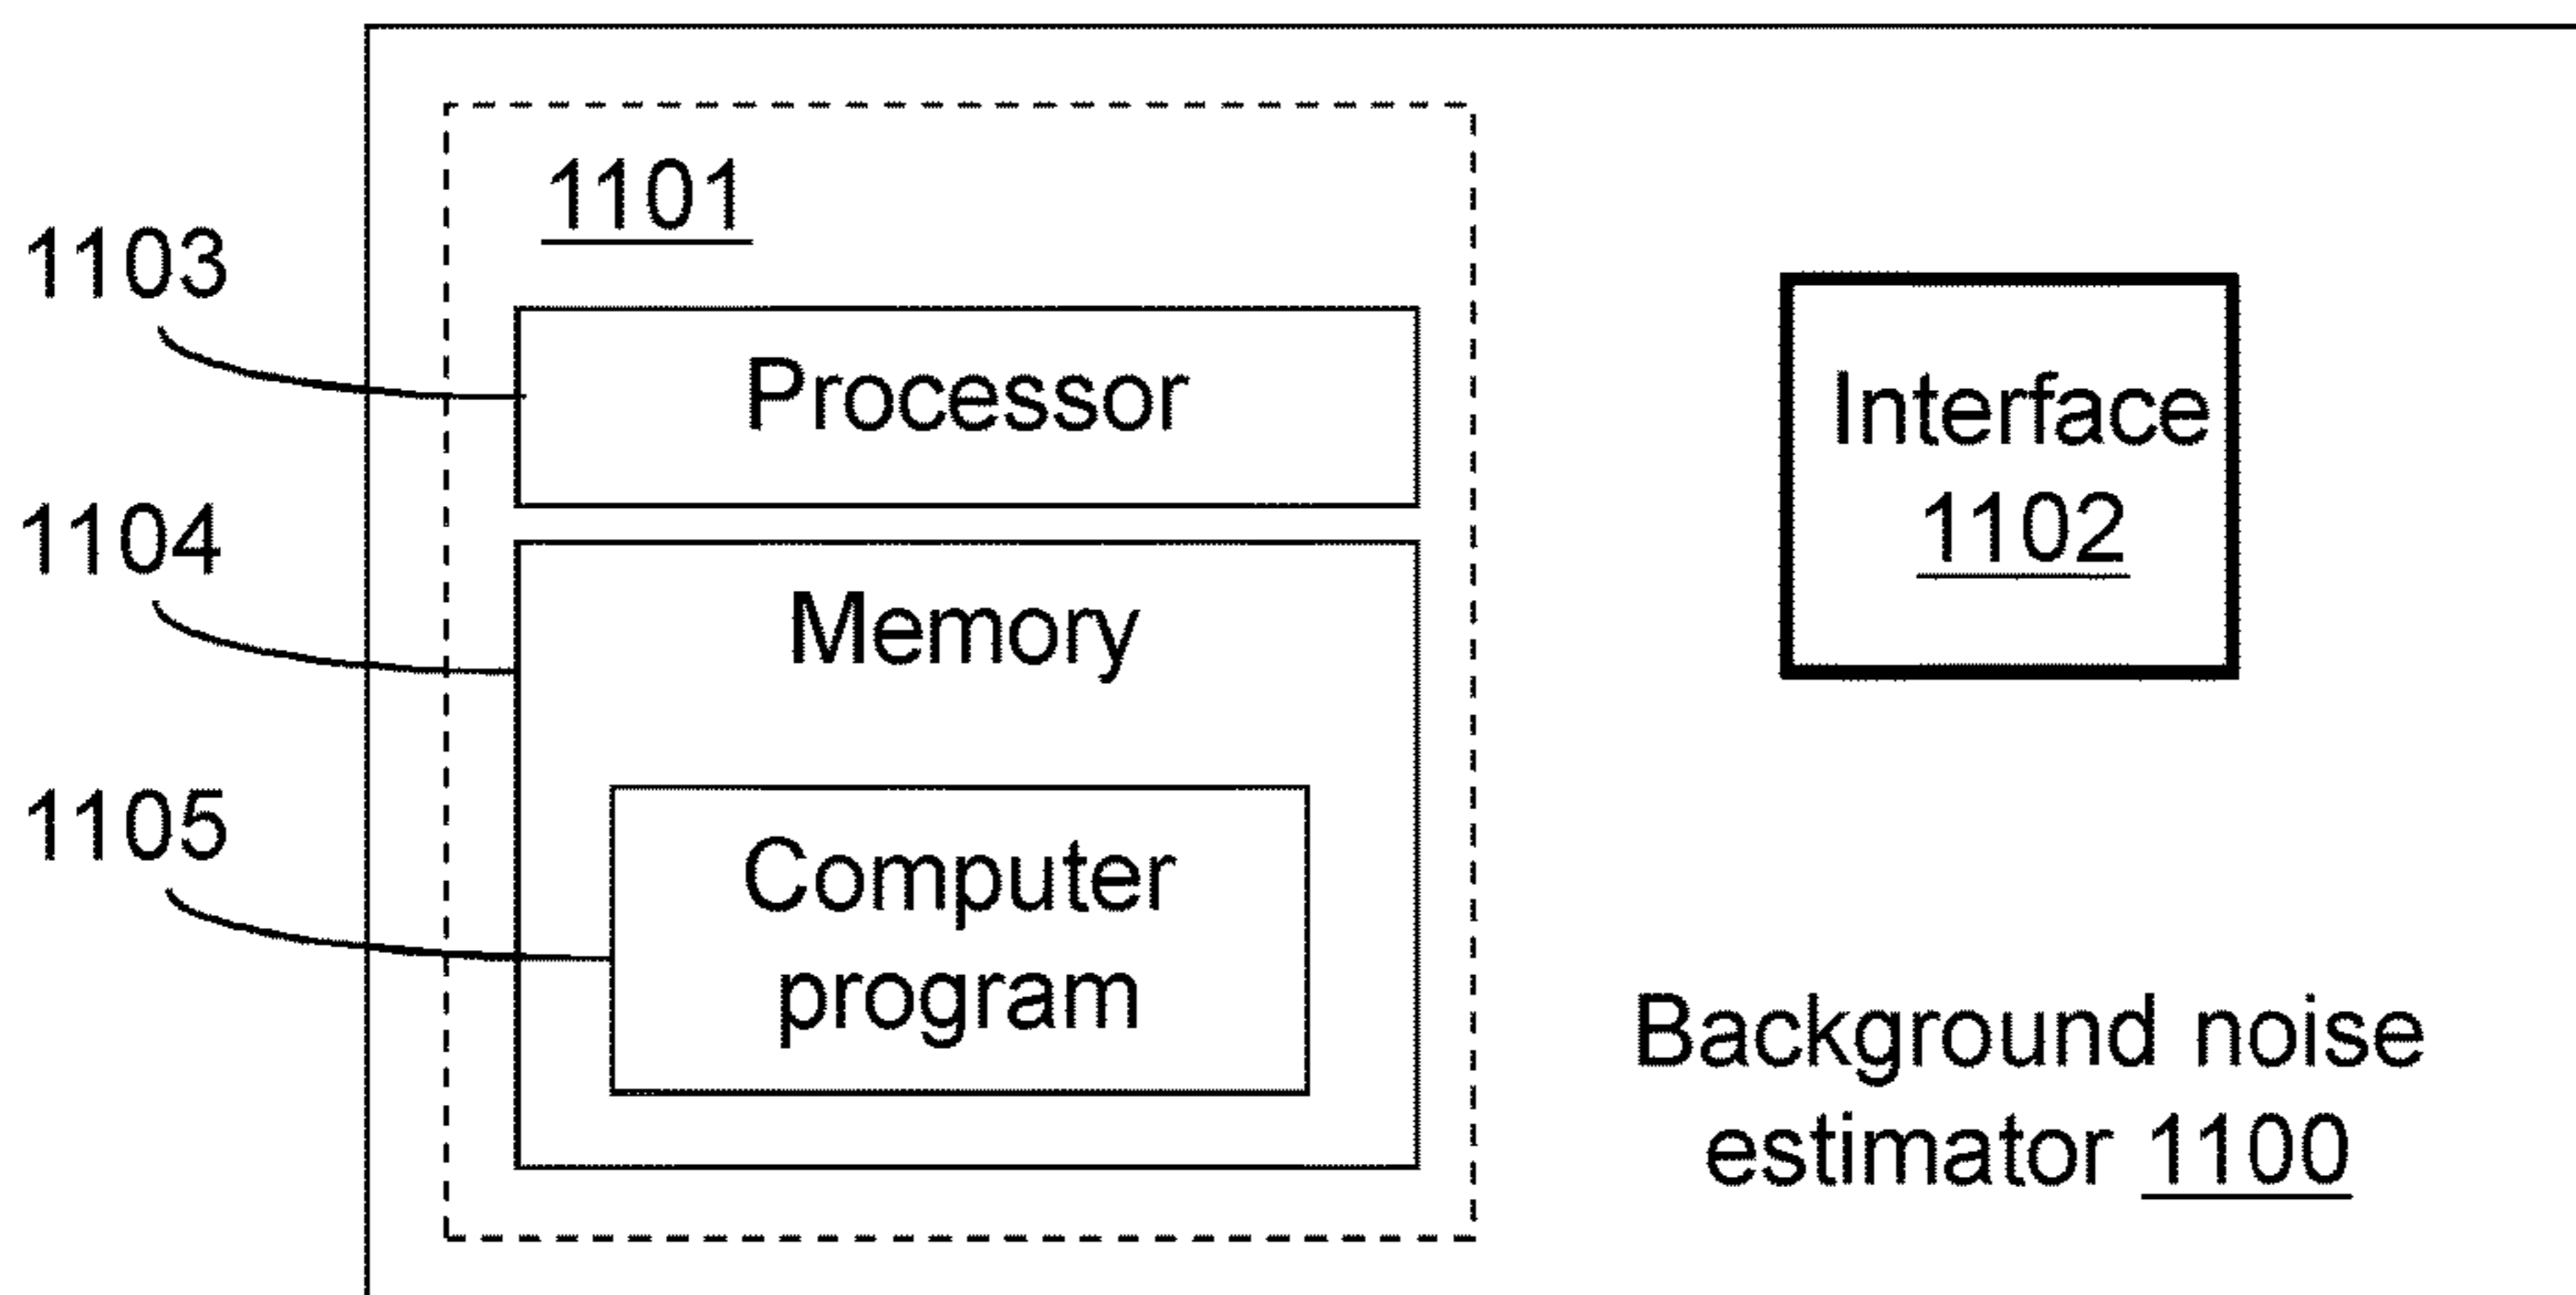 1101
1103
Processor
Interface
1102
1104
Memory
1105
Computer
program
Background noise
estimator 1100